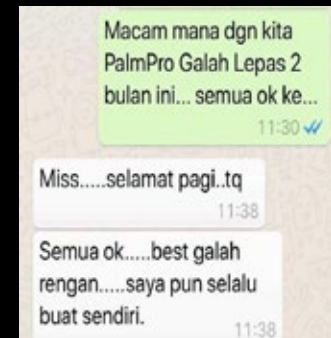 Macam mana dgn kita
PalmPro Galah Lepas 2
bulan ini... semua ok ke...
11:30
Miss.....selamat pagi..tq
11:38
Semua ok.....best galah
rengan.....saya pun selalu
buat sendiri.
11:38